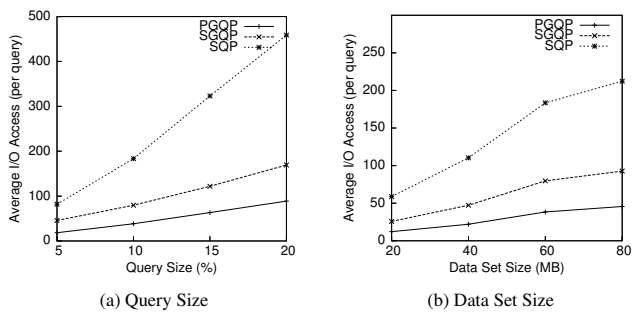 500
400
300
200
100
0
5
10
15
20
Average I/O Access (per query)
Query Size (%)
PGQP
SGQP
SQP
(a) Query Size
250
200
150
100
50
0
20
40
60
80
Average I/O Access (per query)
Data Set Size (MB)
PGQP
SGQP
SQP
(b) Data Set Size